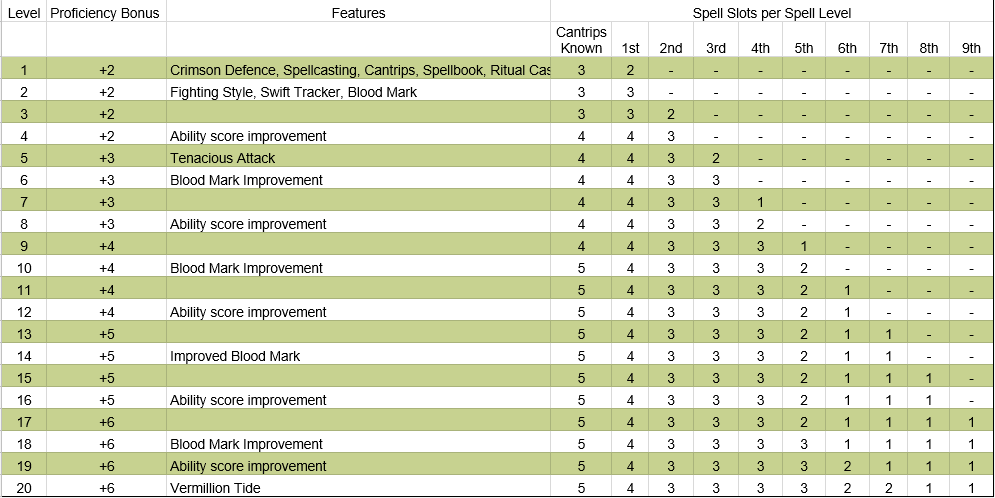 Level Proficiency Bonus Features Spell Slots per Spell Level
Cantrips
Known 1st 2nd 3rd 4th 5th 6th 7th 8th 9th
1 +2 Crimson Defence, Spellcasting, Cantrips, Spellbook, Ritual Cas 3 2 - - - - - - - -
2 +2 Fighting Style, Swift Tracker, Blood Mark 3 3 - - - - - - - -
3 +2 3 3 2 - - - - - - -
4 +2 Ability score improvement 4 4 3 - - - - - - -
5 +3 Tenacious Attack 4 4 3 2 - - - - - -
6 +3 Blood Mark Improvement 4 4 3 3 - - - - - -
7 +3 4 4 3 3 1 - - - - -
8 +3 Ability score improvement 4 4 3 3 2 - - - - -
9 +4 4 4 3 3 3 1 - - - -
10 +4 Blood Mark Improvement 5 4 3 3 3 2 - - - -
11 +4 5 4 3 3 3 2 1 - - -
12 +4 Ability score improvement 5 4 3 3 3 2 1 - - -
13 +5 5 4 3 3 3 2 1 1 - -
14 +5 Improved Blood Mark 5 4 3 3 3 2 1 1 - -
15 +5 5 4 3 3 3 2 1 1 1 -
16 +5 Ability score improvement 5 4 3 3 3 2 1 1 1 -
17 +6 5 4 3 3 3 2 1 1 1 1
18 +6 Blood Mark Improvement 5 4 3 3 3 3 1 1 1 1
19 +6 Ability score improvement 5 4 3 3 3 3 2 1 1 1
20 +6 Vermillion Tide 5 4 3 3 3 3 2 2 1 1